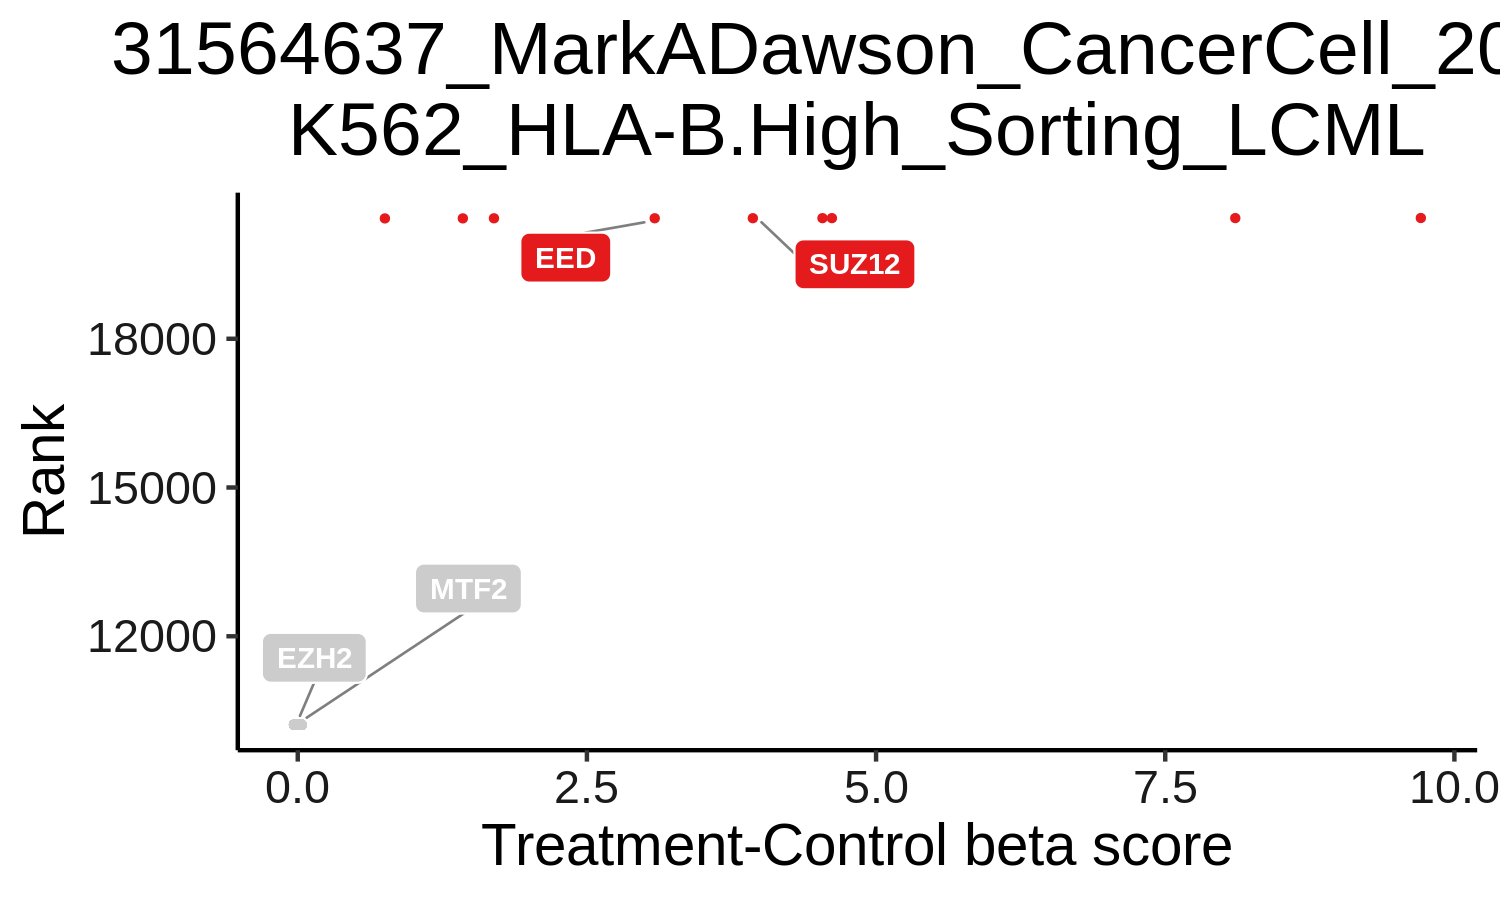 31564637_MarkADawson_CancerCell_20
K562_HLA-B.High_Sorting_LCML
EED
SUZ12
18000
15000
12000
Rank
MTF2
EZH2
0.0
2.5
5.0
7.5
10.0
Treatment-Control beta score